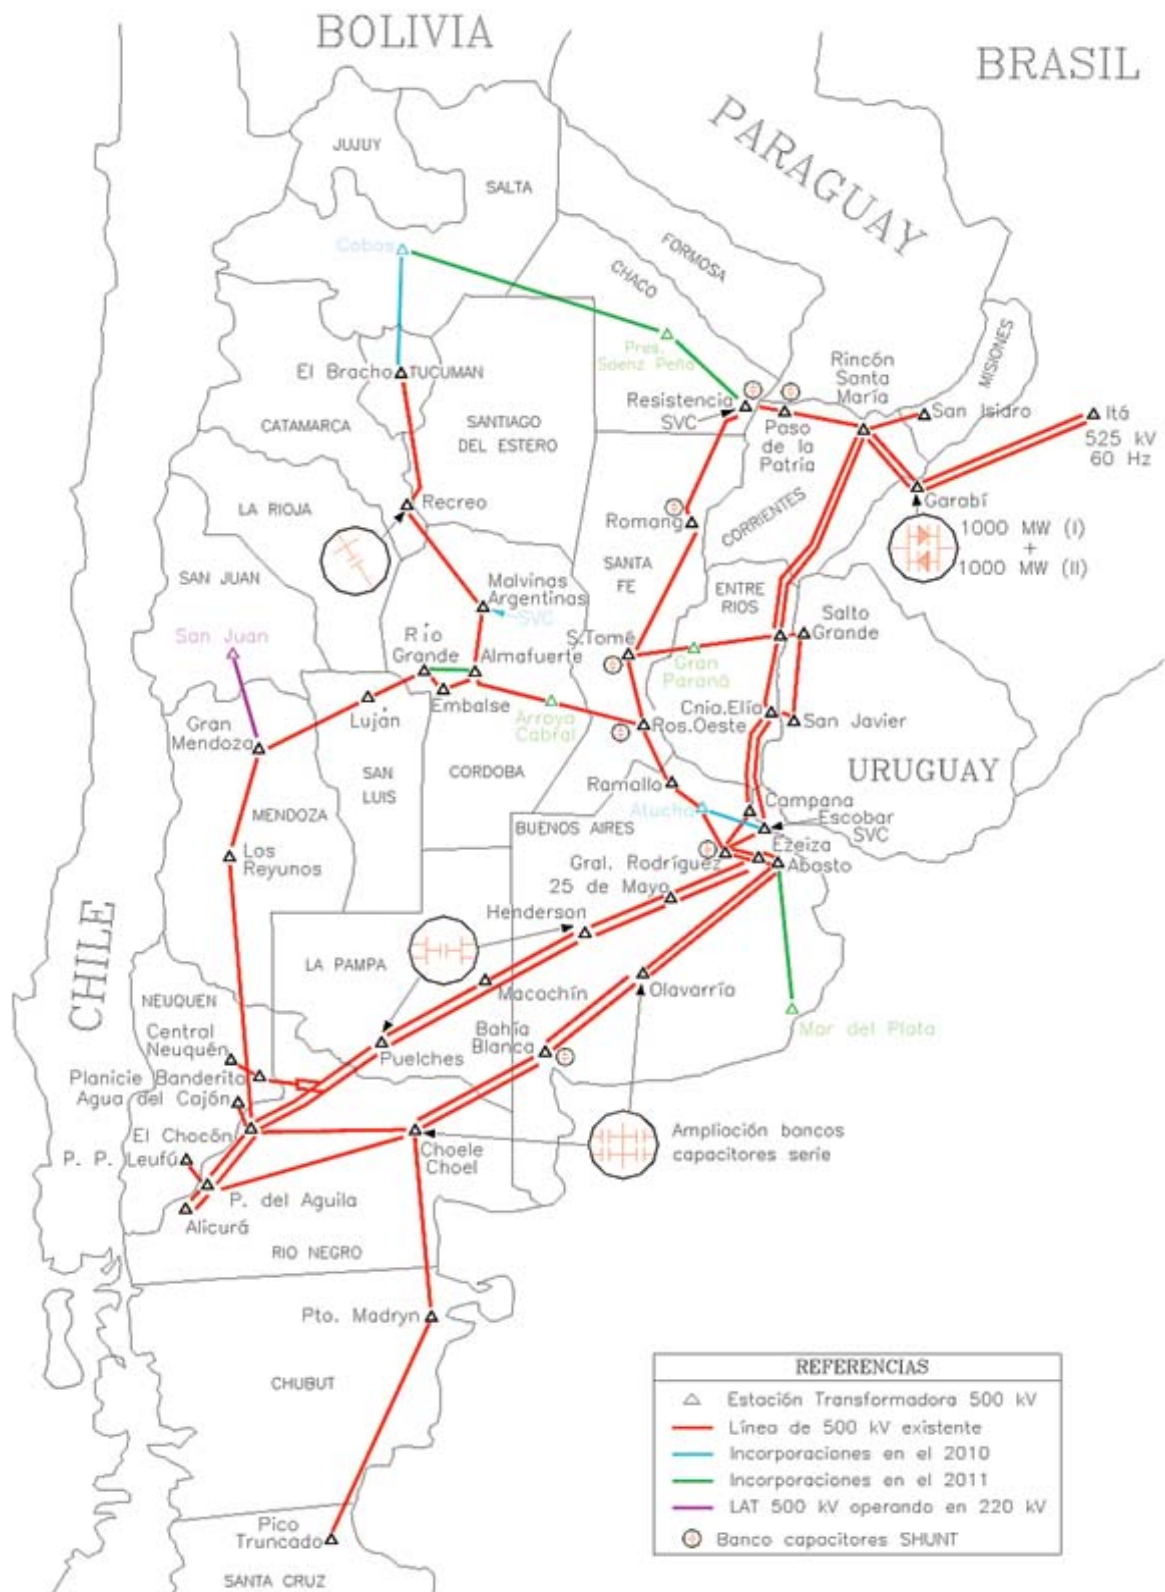 BOLIVIA
BRASIL
PARAGUAY
JUJUY
SALTA
FORMOSA
CHACO
Cobos
MISIONES
Pres.
Saenz Peña
Rincón
Santa
María
El Bracho
TUCUMAN
Resistencia
SVC
San Isidro
Itá
525 kV
60 Hz
Paso
de la
Patria
CATAMARCA
SANTIAGO
DEL ESTERO
Garabí
LA RIOJA
Recreo
Romang
CORRIENTES
1000 MW (I)
+
1000 MW (II)
SAN JUAN
Malvinas
Argentinas
SVC
SANTA
FE
ENTRE
RIOS
Salto
Grande
San Juan
Río
Grande
Almafuerte
S.Tomé
Gran
Paraná
Embalse
Luján
Arroyo
Cabral
Cnia.Elía
San Javier
Gran
Mendoza
Ros.Oeste
SAN
LUIS
CORDOBA
Ramallo
URUGUAY
MENDOZA
Atucha
Campana
Escobar
SVC
BUENOS AIRES
Ezeiza
Abasto
Los
Reyunos
Gral. Rodríguez
25 de Mayo
Henderson
CHILE
LA PAMPA
Macochín
Olavarría
NEUQUEN
Mar del Plata
Central
Neuquén
Puelches
Bahía
Blanca
Planicie Banderito
Agua del Cajón
El Chocón
Choele
Choel
Ampliación bancos
capacitores serie
P. P. Leufú
P. del Aguila
Alicurá
RIO NEGRO
Pto. Madryn
CHUBUT
Pico
Truncado
SANTA CRUZ
REFERENCIAS
Estación Transformadora 500 kV
Línea de 500 kV existente
Incorporaciones en el 2010
Incorporaciones en el 2011
LAT 500 kV operando en 220 kV
Banco capacitores SHUNT